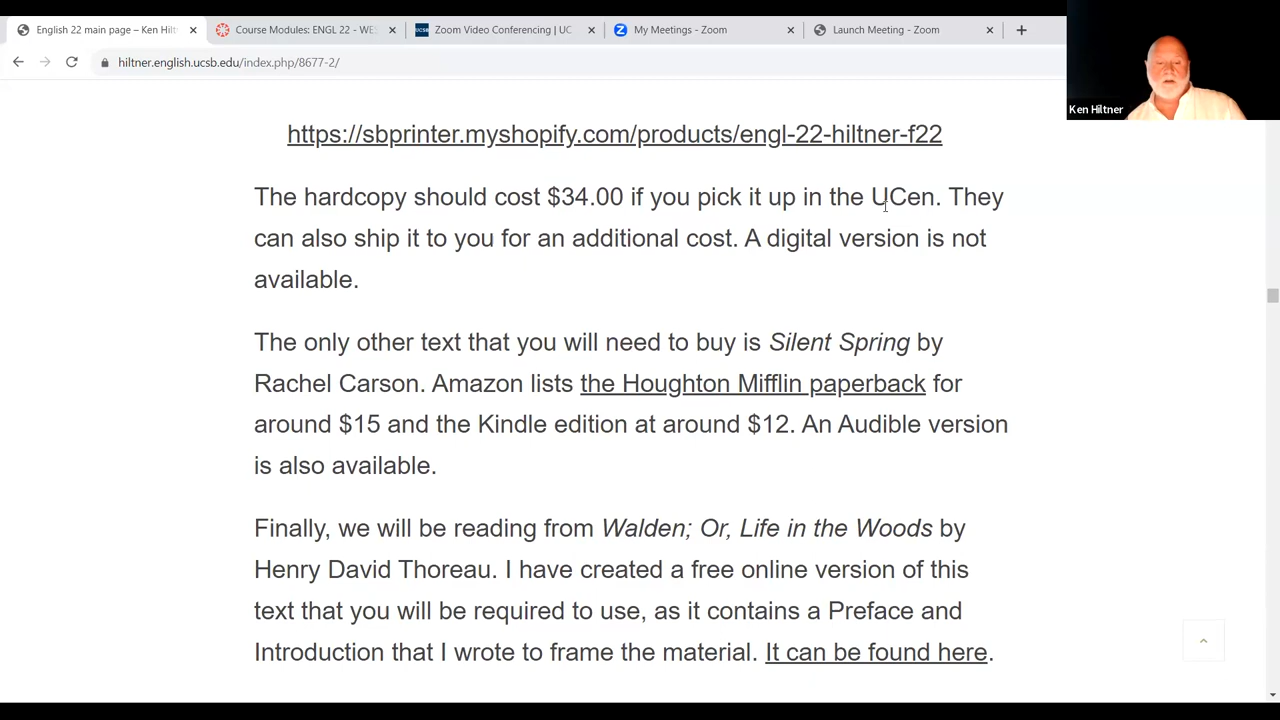 English 22 main page – Ken Hilt
Course Modules: ENGL 22 - WE
Zoom Video Conferencing | UC
My Meetings - Zoom
Launch Meeting - Zoom
hiltner.english.ucsb.edu/index.php/8677-2/
Ken Hiltner
https://sbprinter.myshopify.com/products/engl-22-hiltner-f22
The hardcopy should cost $34.00 if you pick it up in the UCen. They
can also ship it to you for an additional cost. A digital version is not
available.
The only other text that you will need to buy is Silent Spring by
Rachel Carson. Amazon lists the Houghton Mifflin paperback for
around $15 and the Kindle edition at around $12. An Audible version
is also available.
Finally, we will be reading from Walden; Or, Life in the Woods by
Henry David Thoreau. I have created a free online version of this
text that you will be required to use, as it contains a Preface and
Introduction that I wrote to frame the material. It can be found here.